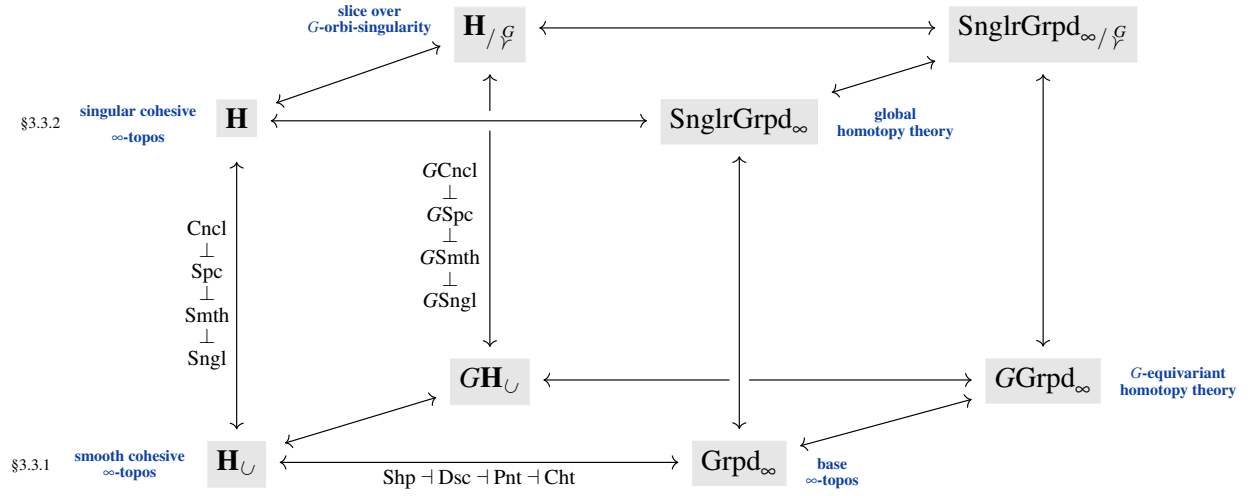 slice over
G-orbi-singularity
H/ G ⋎
SnglrGrpd∞/ G ⋎
§3.3.2
singular cohesive
∞-topos
H
SnglrGrpd∞
global
homotopy theory
Cncl
⊥
Spc
⊥
Smth
⊥
Sngl
GCncl
⊥
GSpc
⊥
GSmth
⊥
GSngl
GH∪
GGrpd∞
G-equivariant
homotopy theory
§3.3.1
smooth cohesive
∞-topos
H∪
Shp ⊣ Dsc ⊣ Pnt ⊣ Cht
Grpd∞
base
∞-topos